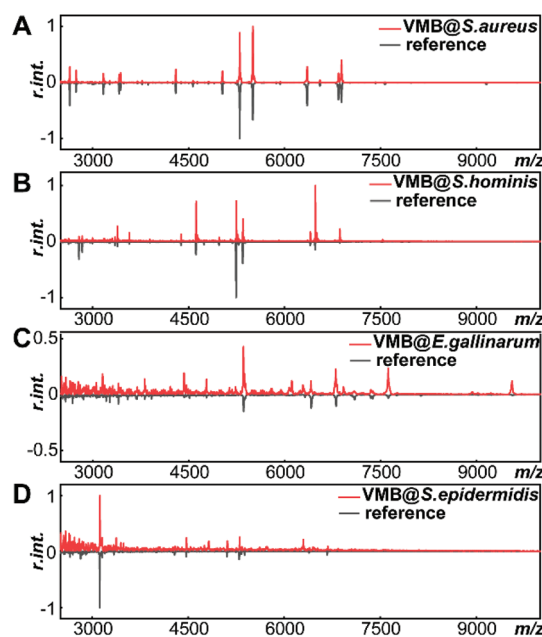 A
VMB@S.aureus
reference
r.int.
1
0
-1
3000 4500 6000 7500 9000 m/z
B
VMB@S.hominis
reference
r.int.
1
0
-1
3000 4500 6000 7500 9000 m/z
C
VMB@E.gallinarum
reference
r.int.
0.5
0
-0.5
3000 4500 6000 7500 9000 m/z
D
VMB@S.epidermidis
reference
r.int.
1
0
-1
3000 4500 6000 7500 9000 m/z